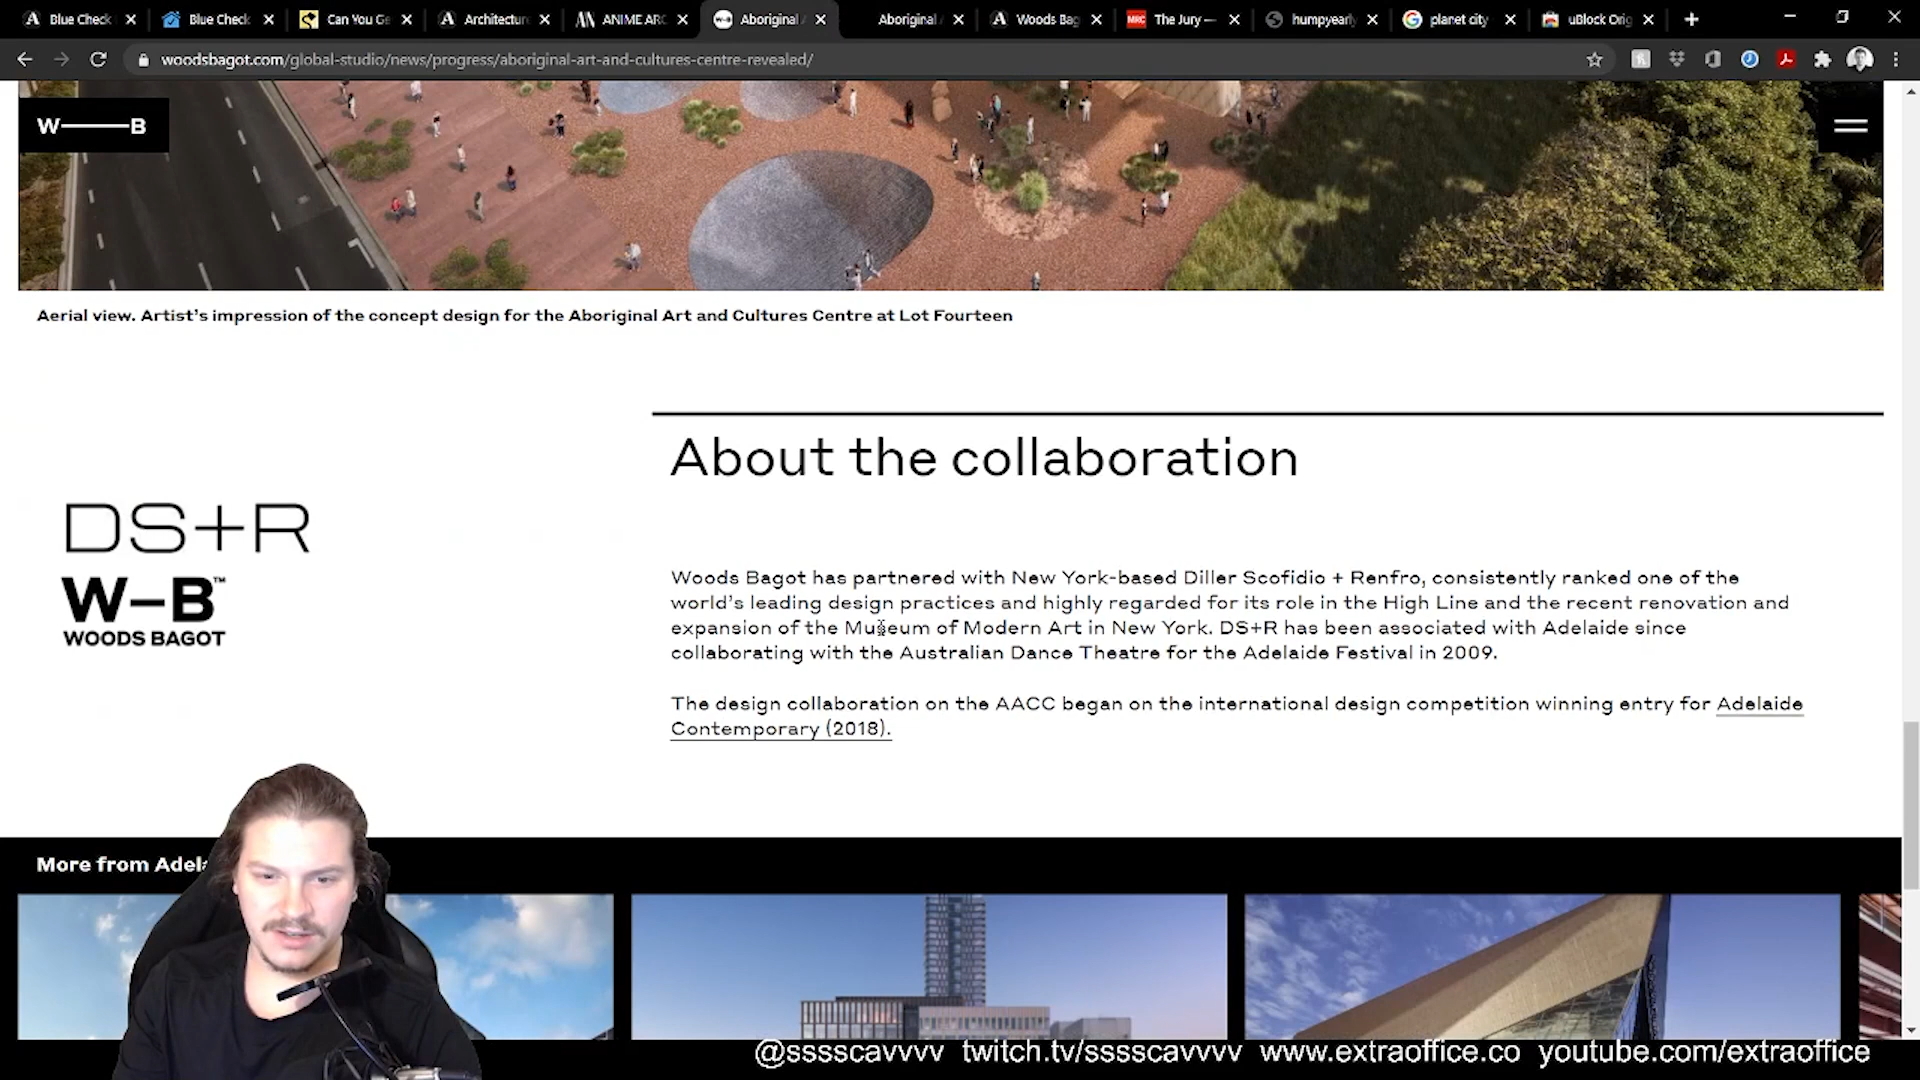 Blue Check
Blue Check
Can You Ge
Architecture
ANIME ARC
Aboriginal
Aboriginal
Woods Bag
The Jury —
humpyearl
planet city
uBlock Orig
woodsbagot.com/global-studio/news/progress/aboriginal-art-and-cultures-centre-revealed/
W——B
Aerial view. Artist's impression of the concept design for the Aboriginal Art and Cultures Centre at Lot Fourteen
About the collaboration
DS+R
W–B™
WOODS BAGOT
Woods Bagot has partnered with New York-based Diller Scofidio + Renfro, consistently ranked one of the
world's leading design practices and highly regarded for its role in the High Line and the recent renovation and
expansion of the Museum of Modern Art in New York. DS+R has been associated with Adelaide since
collaborating with the Australian Dance Theatre for the Adelaide Festival in 2009.
The design collaboration on the AACC began on the international design competition winning entry for Adelaide
Contemporary (2018).
More from Adela
@sssscavvvv twitch.tv/sssscavvvv www.extraoffice.co youtube.com/extraoffice